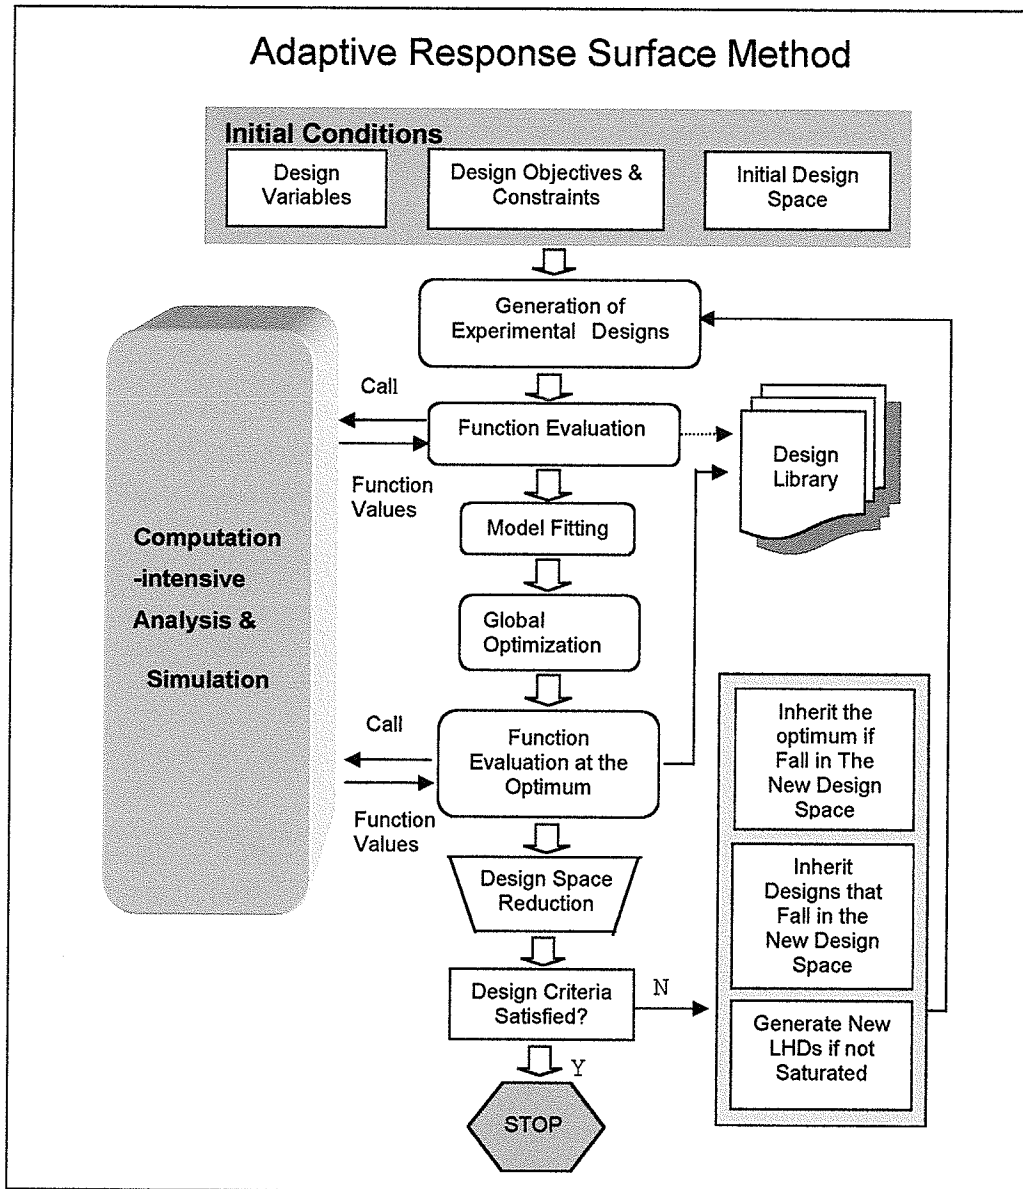 Adaptive Response Surface Method
Initial Conditions
Design
Variables
Design Objectives &
Constraints
Initial Design
Space
Generation of
Experimental Designs
Call
Function Evaluation
Function
Values
Design
Library
Model Fitting
Computation
-intensive
Analysis &
Simulation
Global
Optimization
Call
Function
Evaluation at the
Optimum
Function
Values
Inherit the
optimum if
Fall in The
New Design
Space
Design Space
Reduction
Inherit
Designs that
Fall in the
New Design
Space
Design Criteria
Satisfied?
N
Generate New
LHDs if not
Saturated
Y
STOP